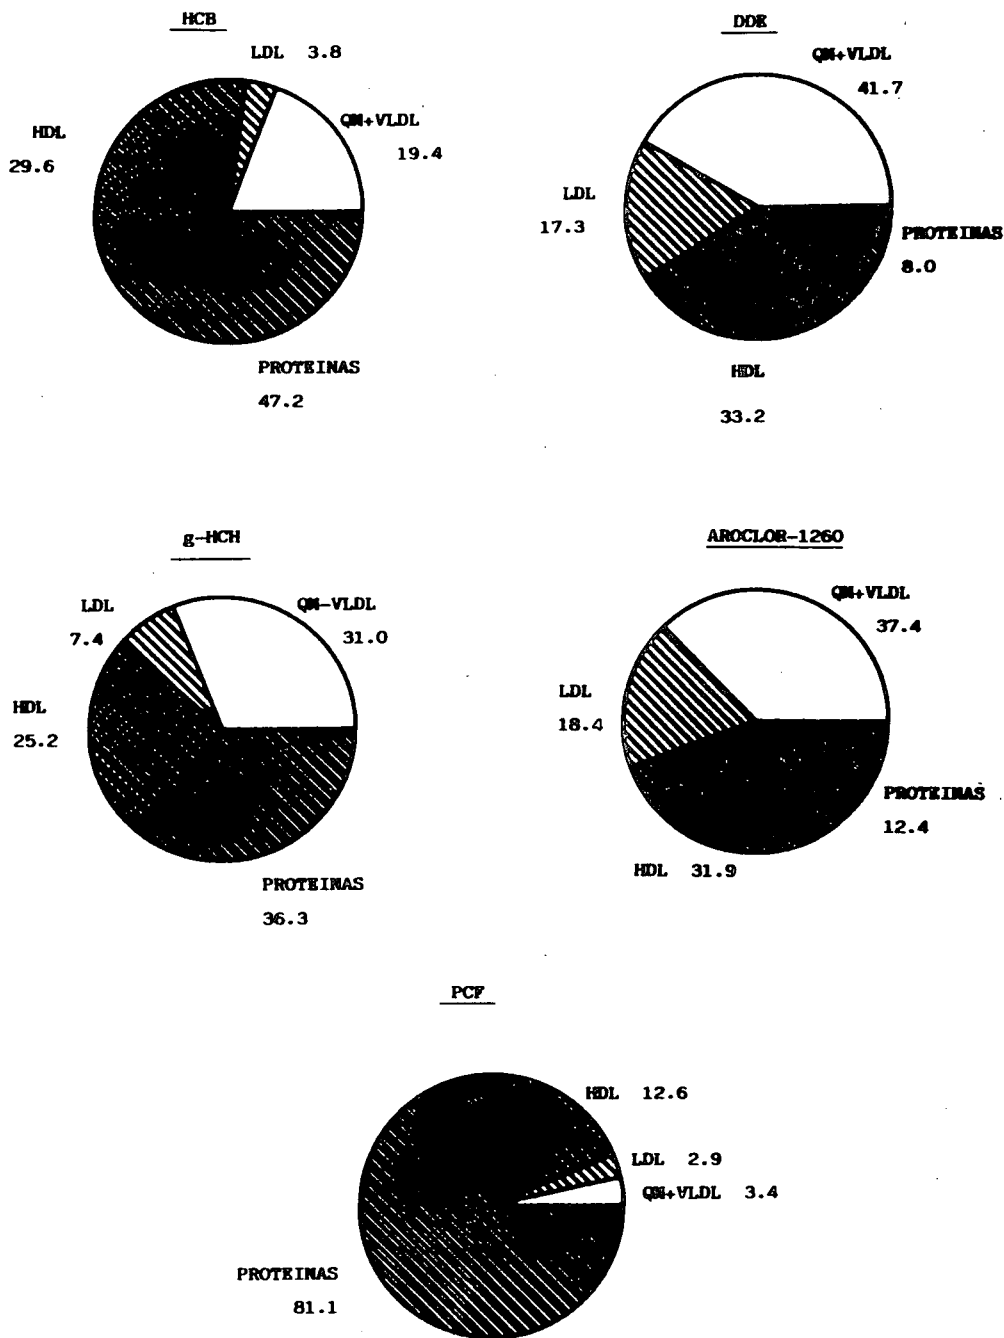 HCB
LDL 3.8
QM+VLDL
19.4
HDL
29.6
PROTEINAS
47.2
DDE
QM+VLDL
41.7
LDL
17.3
PROTEINAS
8.0
HDL
33.2
g-HCH
LDL
7.4
QM-VLDL
31.0
HDL
25.2
PROTEINAS
36.3
AROCLOR-1260
QM+VLDL
37.4
LDL
18.4
PROTEINAS
12.4
HDL 31.9
PCF
HDL 12.6
LDL 2.9
QM+VLDL 3.4
PROTEINAS
81.1